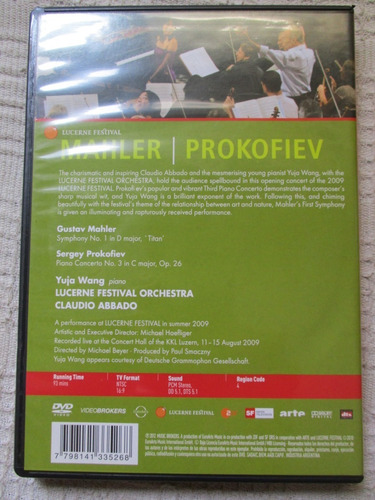 LUCERNE FESTIVAL
MAHLER | PROKOFIEV
The charismatic and inspiring Claudio Abbado and the mesmerising young pianist Yuja Wang, with the
LUCERNE FESTIVAL ORCHESTRA, hold the audience spellbound in this opening concert of the 2009
LUCERNE FESTIVAL. Prokofiev's popular and vibrant Third Piano Concerto demonstrates the composer's
sharp musical wit, and Yuja Wang is a brilliant exponent of the work. Following this, and chiming
beautifully with the festival's theme of the relationship between art and nature, Mahler's First Symphony
is given an illuminating and rapturously received performance.
Gustav Mahler
Symphony No. 1 in D major, 'Titan'
Sergey Prokofiev
Piano Concerto No. 3 in C major, Op. 26
Yuja Wang piano
LUCERNE FESTIVAL ORCHESTRA
CLAUDIO ABBADO
A performance at LUCERNE FESTIVAL in summer 2009
Artistic and Executive Director: Michael Haefliger
Recorded live at the Concert Hall of the KKL Luzern, 11–15 August 2009
Directed by Michael Beyer · Produced by Paul Smaczny
Yuja Wang appears courtesy of Deutsche Grammophon Gesellschaft.
Running Time
93 mins
TV Format
NTSC
16:9
Sound
PCM Stereo,
DD 5.1, DTS 5.1
Region Code
4
DVD
VIDEO
VIDEOBROKERS
LUCERNE FESTIVAL
2
SF
arte
dts
7 798141 335268